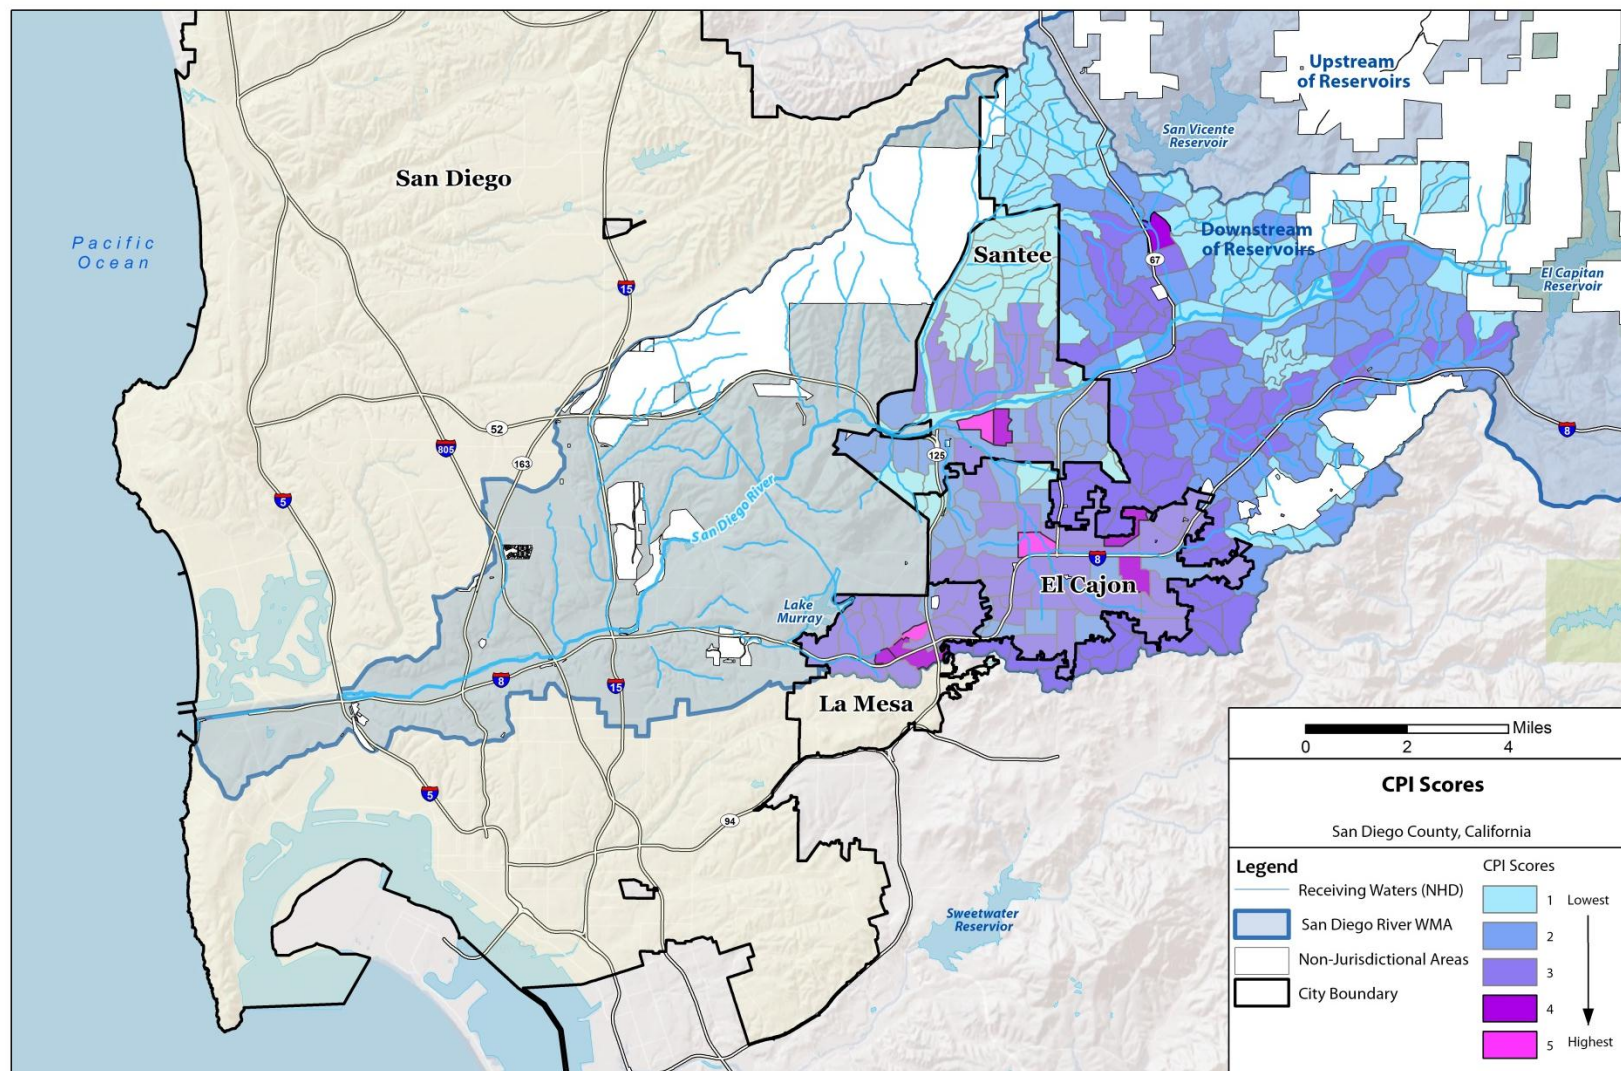 Upstream
of Reservoirs
San Vicente
Reservoir
San Diego
Pacific
Ocean
Santee
Downstream
of Reservoirs
67
El Capitan
Reservoir
15
52
805
163
125
8
5
San Diego River
8
El Cajon
Lake
Murray
8
15
La Mesa
5
94
Sweetwater
Reservior
0 2 4 Miles
CPI Scores
San Diego County, California
Legend
Receiving Waters (NHD)
San Diego River WMA
Non-Jurisdictional Areas
City Boundary
CPI Scores
1 Lowest
2
3
4
5 Highest